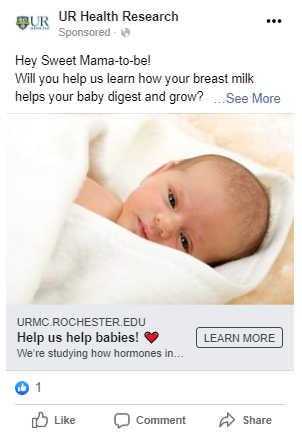 UR
MEDICINE
UR Health Research
Sponsored ·
Hey Sweet Mama-to-be!
Will you help us learn how your breast milk
helps your baby digest and grow? ...See More
URMC.ROCHESTER.EDU
Help us help babies! ❤️
LEARN MORE
We're studying how hormones in...
1
Like
Comment
Share